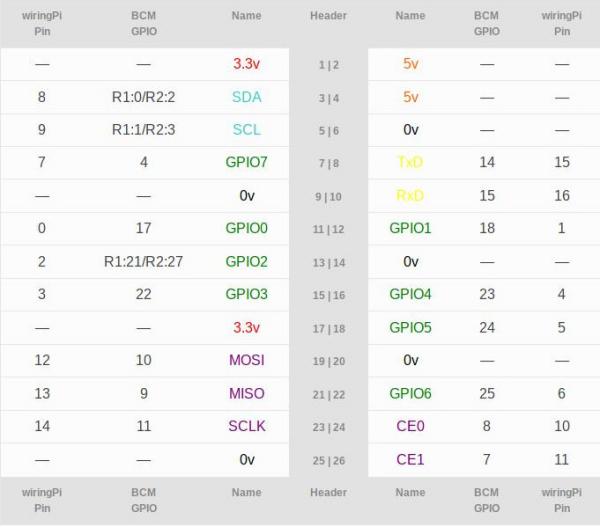 wiringPi Pin BCM GPIO Name Header Name BCM GPIO wiringPi Pin
— — 3.3v 1 | 2 5v — —
8 R1:0/R2:2 SDA 3 | 4 5v — —
9 R1:1/R2:3 SCL 5 | 6 0v — —
7 4 GPIO7 7 | 8 TxD 14 15
— — 0v 9 | 10 RxD 15 16
0 17 GPIO0 11 | 12 GPIO1 18 1
2 R1:21/R2:27 GPIO2 13 | 14 0v — —
3 22 GPIO3 15 | 16 GPIO4 23 4
— — 3.3v 17 | 18 GPIO5 24 5
12 10 MOSI 19 | 20 0v — —
13 9 MISO 21 | 22 GPIO6 25 6
14 11 SCLK 23 | 24 CE0 8 10
— — 0v 25 | 26 CE1 7 11
wiringPi Pin BCM GPIO Name Header Name BCM GPIO wiringPi Pin